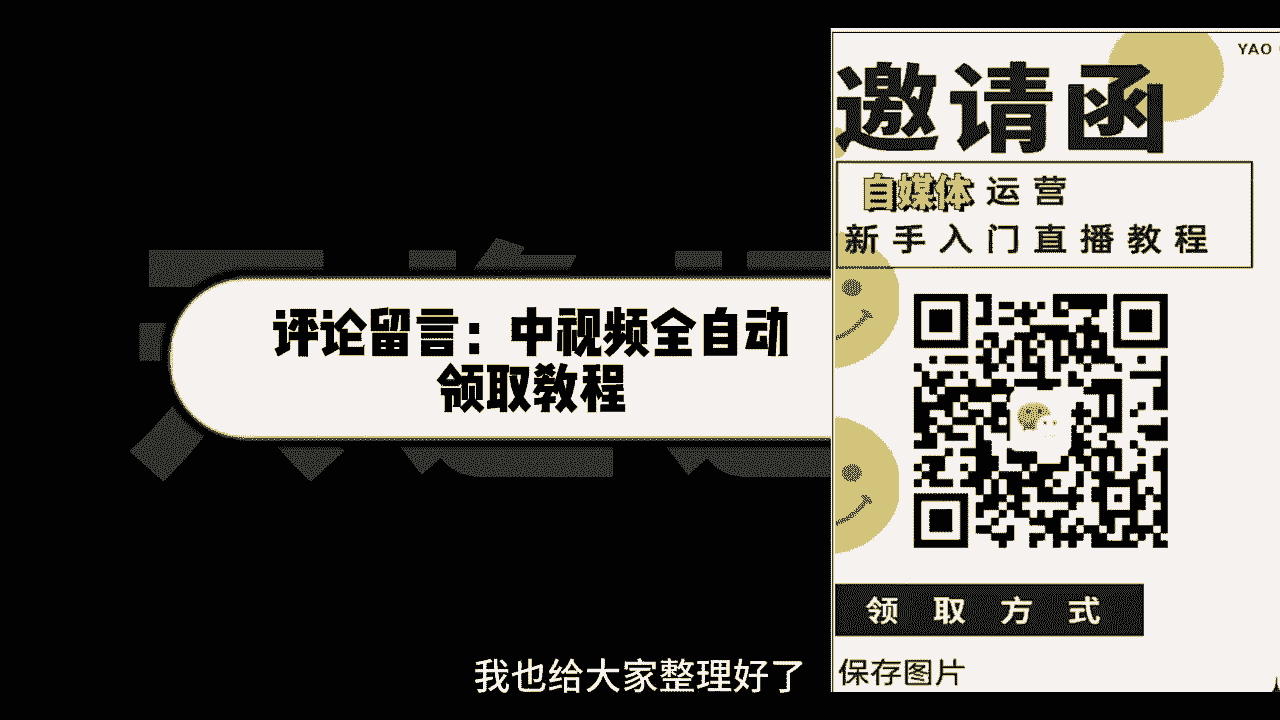 评论留言：中视频全自动
领取教程
我也给大家整理好了
YAO
邀请函
自媒体运营
新手入门直播教程
领取方式
保存图片